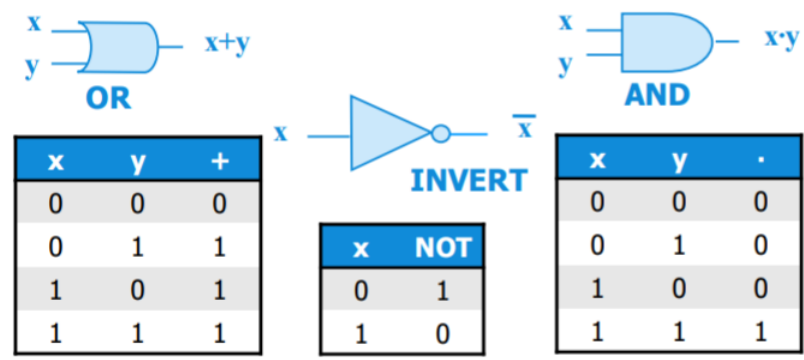 x
y
x+y
OR
x y +
0 0 0
0 1 1
1 0 1
1 1 1
x
x̅
INVERT
x NOT
0 1
1 0
x
y
x·y
AND
x y ·
0 0 0
0 1 0
1 0 0
1 1 1